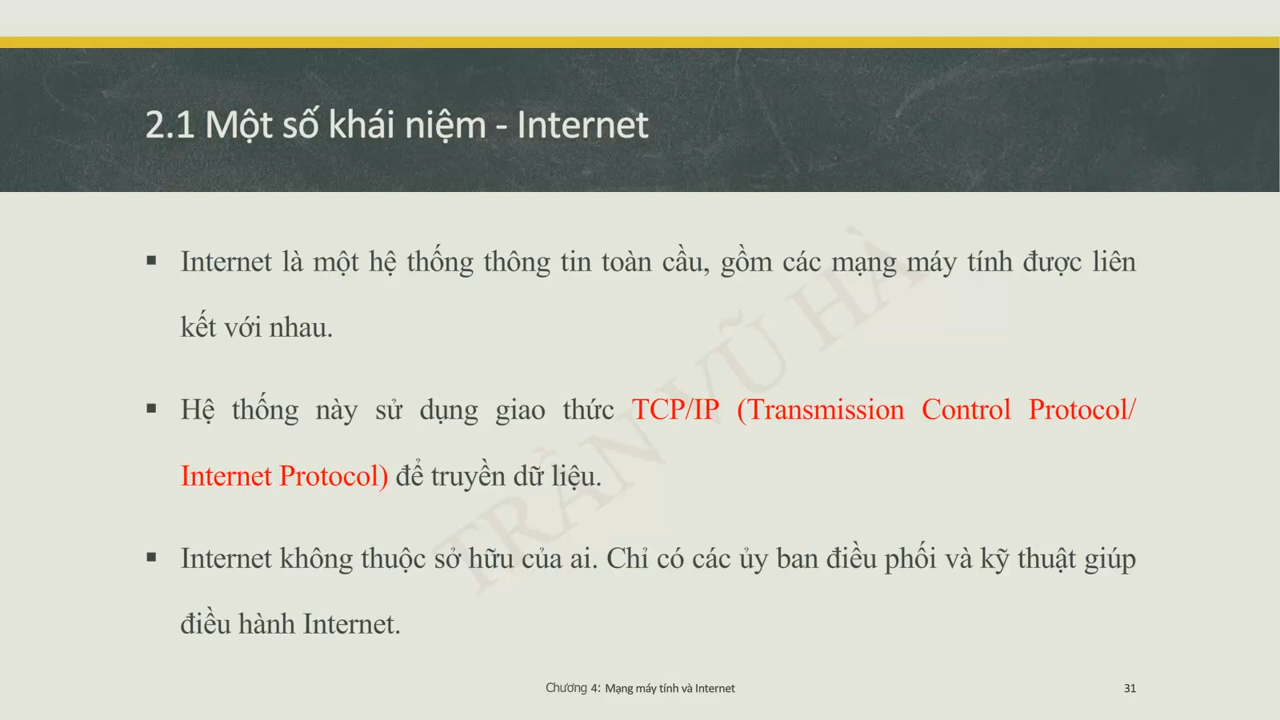 2.1 Một số khái niệm - Internet
▪ Internet là một hệ thống thông tin toàn cầu, gồm các mạng máy tính được liên
kết với nhau.
▪ Hệ thống này sử dụng giao thức TCP/IP (Transmission Control Protocol/
Internet Protocol) để truyền dữ liệu.
▪ Internet không thuộc sở hữu của ai. Chỉ có các ủy ban điều phối và kỹ thuật giúp
điều hành Internet.
TRẦN VŨ HÀ
Chương 4: Mạng máy tính và Internet
31